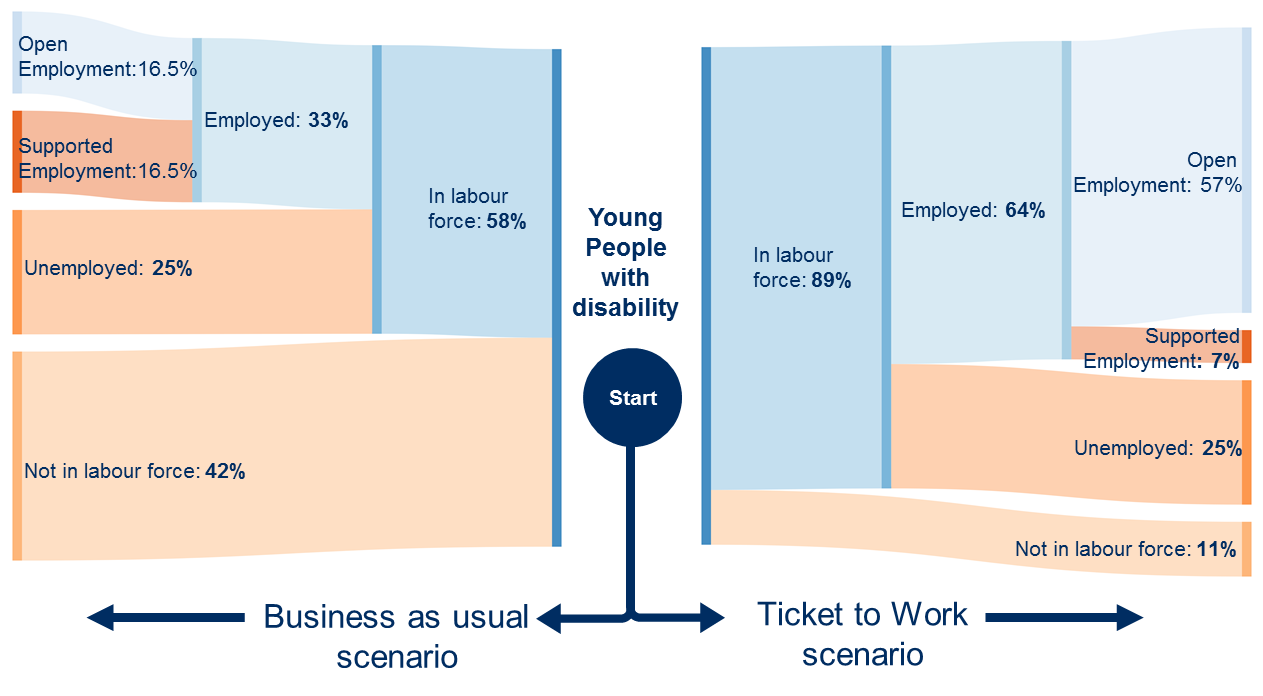 Open
Employment:16.5%
Supported
Employment:16.5%
Employed: 33%
Unemployed: 25%
In labour
force: 58%
Not in labour force: 42%
Young
People
with
disability
Start
In labour
force: 89%
Employed: 64%
Open
Employment: 57%
Supported
Employment: 7%
Unemployed: 25%
Not in labour force: 11%
Business as usual
scenario
Ticket to Work
scenario